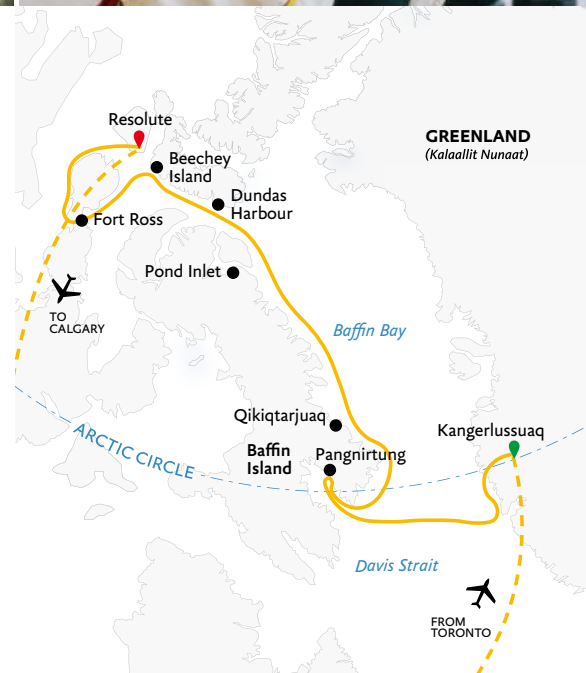 Resolute
GREENLAND
(Kalaallit Nunaat)
Beechey
Island
Dundas
Harbour
Fort Ross
Pond Inlet
TO
CALGARY
Baffin Bay
Qikiqtarjuaq
Kangerlussuaq
ARCTIC CIRCLE
Baffin
Island
Pangnirtung
Davis Strait
FROM
TORONTO